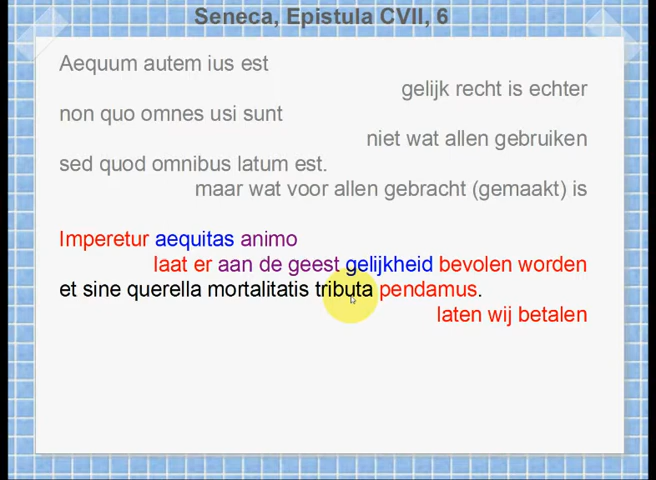 Seneca, Epistula CVII, 6
Aequum autem ius est
gelijk recht is echter
non quo omnes usi sunt
niet wat allen gebruiken
sed quod omnibus latum est.
maar wat voor allen gebracht (gemaakt) is
Imperetur aequitas animo
laat er aan de geest gelijkheid bevolen worden
et sine querella mortalitatis tributa pendamus.
laten wij betalen